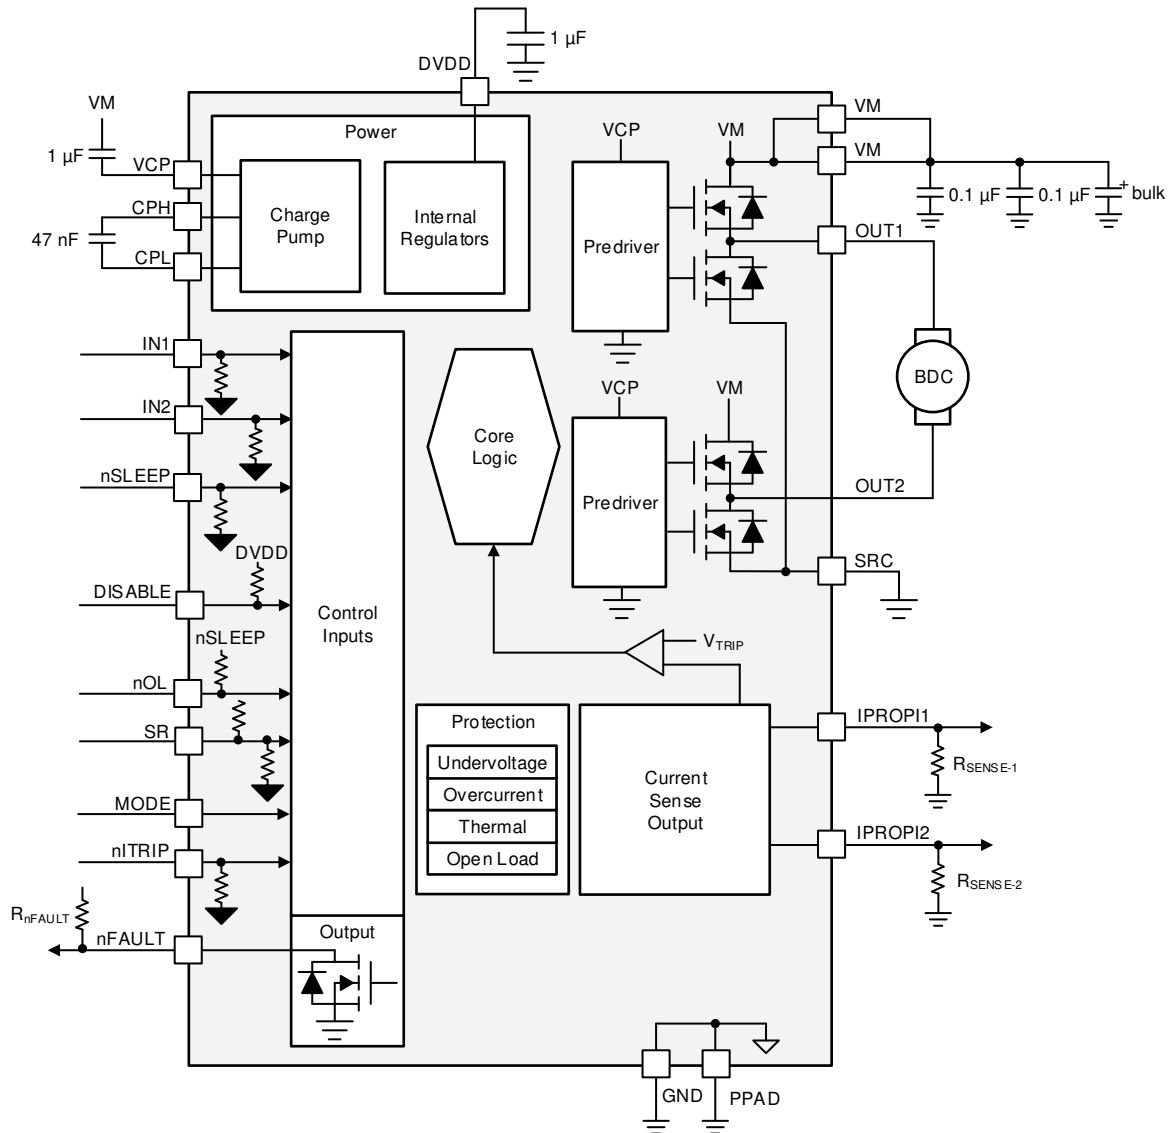 1 µF
DVDD
VM
1 µF
VCP
CPH
47 nF
CPL
Power
Charge
Pump
Internal
Regulators
VCP
VM
Predriver
VM
VM
0.1 µF
0.1 µF
+
bulk
OUT1
BDC
IN1
IN2
nSLEEP
DVDD
DISABLE
nSLEEP
nOL
SR
MODE
nITRIP
RnFAULT
nFAULT
Control
Inputs
Output
Core
Logic
VCP
VM
Predriver
OUT2
SRC
VTRIP
Protection
Undervoltage
Overcurrent
Thermal
Open Load
Current
Sense
Output
IPROPI1
RSENSE-1
IPROPI2
RSENSE-2
GND
PPAD